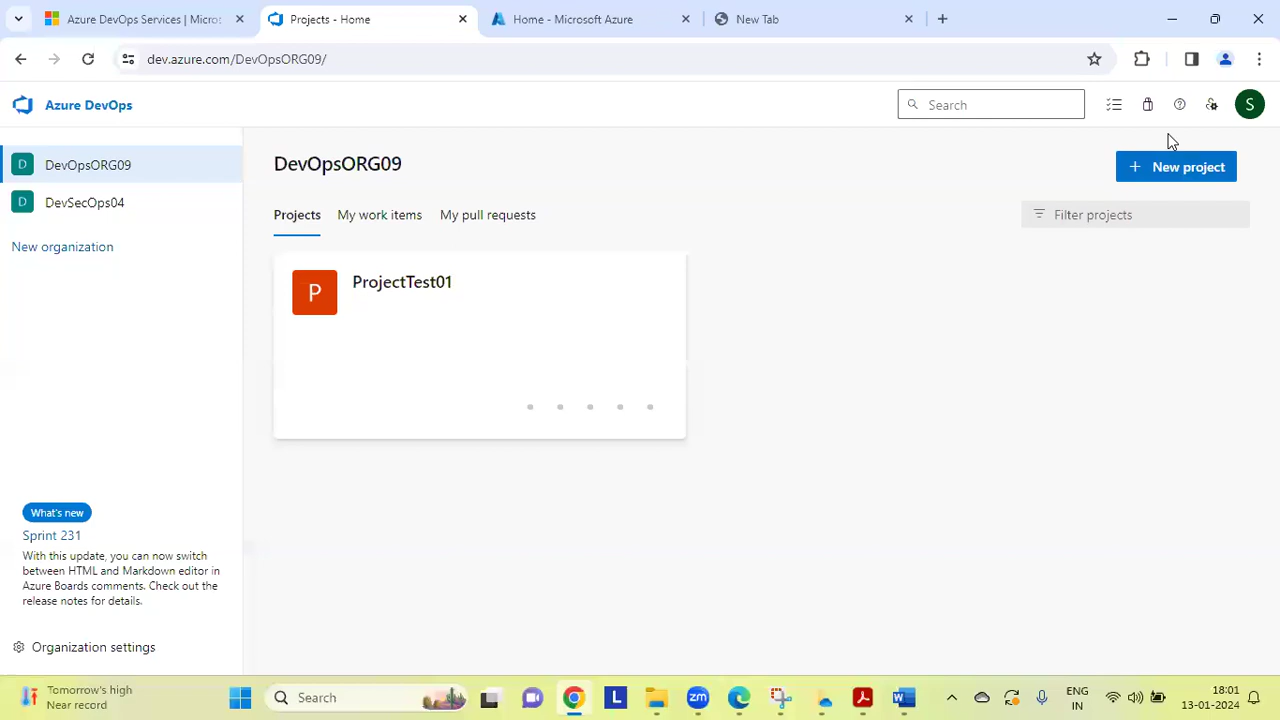 Azure DevOps Services | Micros
Projects - Home
Home - Microsoft Azure
New Tab
dev.azure.com/DevOpsORG09/
Azure DevOps
Search
S
D DevOpsORG09
D DevSecOps04
New organization
DevOpsORG09
+ New project
Projects
My work items
My pull requests
Filter projects
P
ProjectTest01
What's new
Sprint 231
With this update, you can now switch
between HTML and Markdown editor in
Azure Boards comments. Check out the
release notes for details.
Organization settings
Tomorrow's high
Near record
Search
L
zm
W
ENG
IN
18:01
13-01-2024